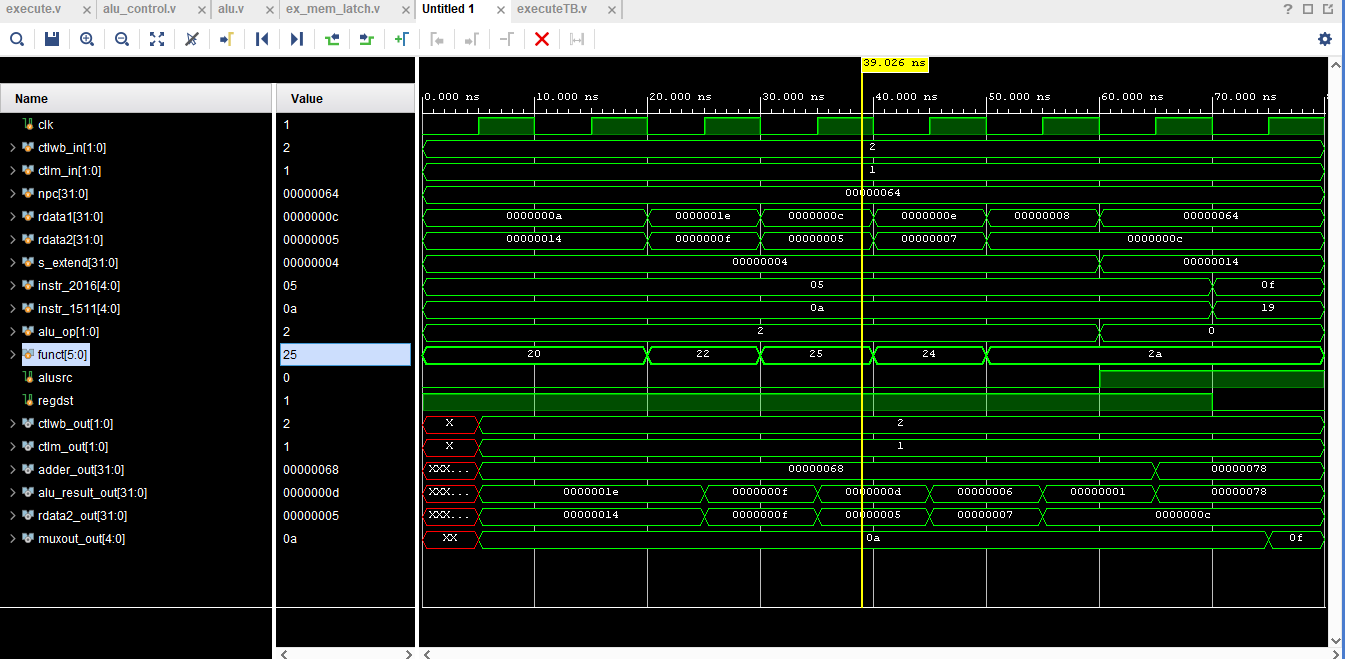 execute.v × alu_control.v × alu.v × ex_mem_latch.v × Untitled 1 × executeTB.v ×
39.026 ns
Name Value
0.000 ns 10.000 ns 20.000 ns 30.000 ns 40.000 ns 50.000 ns 60.000 ns 70.000 ns
clk 1
ctlwb_in[1:0] 2 2
ctlm_in[1:0] 1 1
npc[31:0] 00000064 00000064
rdata1[31:0] 0000000c 0000000a 0000001e 0000000c 0000000e 00000008 00000064
rdata2[31:0] 00000005 00000014 0000000f 00000005 00000007 0000000c
s_extend[31:0] 00000004 00000004 00000014
instr_2016[4:0] 05 05 0f
instr_1511[4:0] 0a 0a 19
alu_op[1:0] 2 2 0
funct[5:0] 25 20 22 25 24 2a
alusrc 0
regdst 1
ctlwb_out[1:0] 2 X 2
ctlm_out[1:0] 1 X 1
adder_out[31:0] 00000068 XXX... 00000068 00000078
alu_result_out[31:0] 0000000d XXX... 0000001e 0000000f 0000000d 00000006 00000001 00000078
rdata2_out[31:0] 00000005 XXX... 00000014 0000000f 00000005 00000007 0000000c
muxout_out[4:0] 0a XX 0a 0f